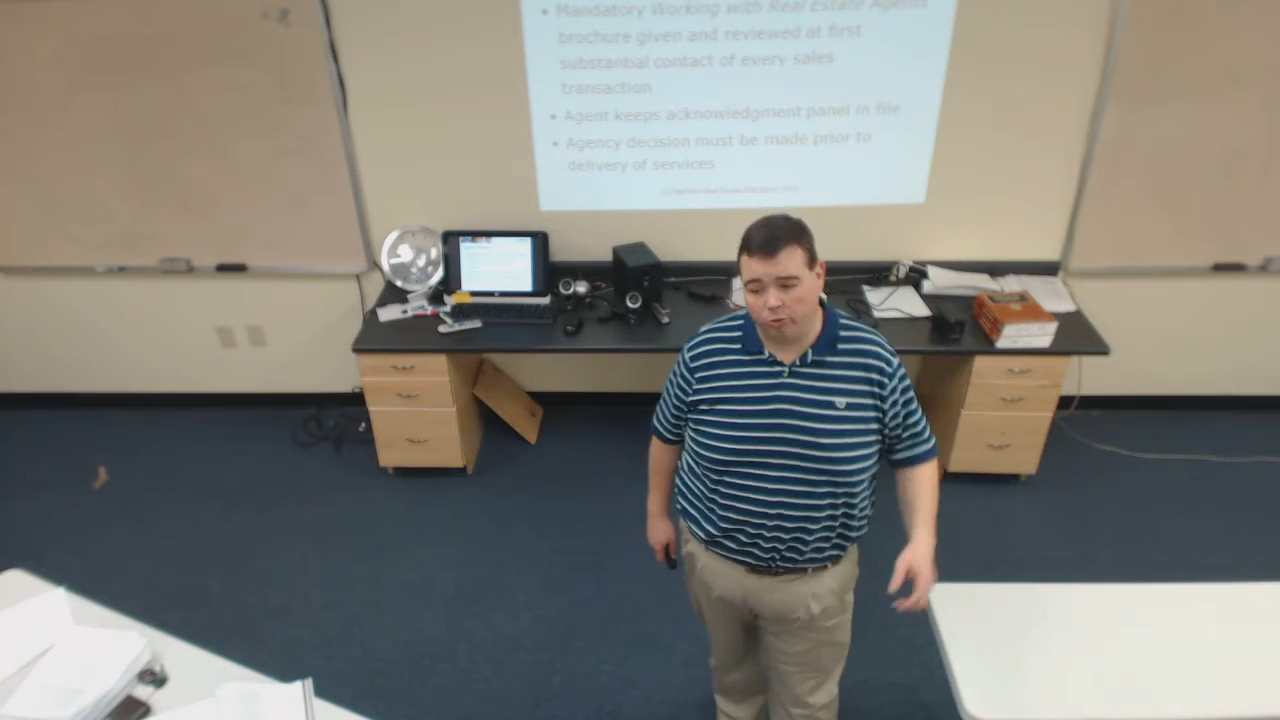 • Mandatory Working with Real Estate Agents
brochure given and reviewed at first
substantial contact of every sales
transaction
• Agent keeps acknowledgment panel in file
• Agency decision must be made prior to
delivery of services